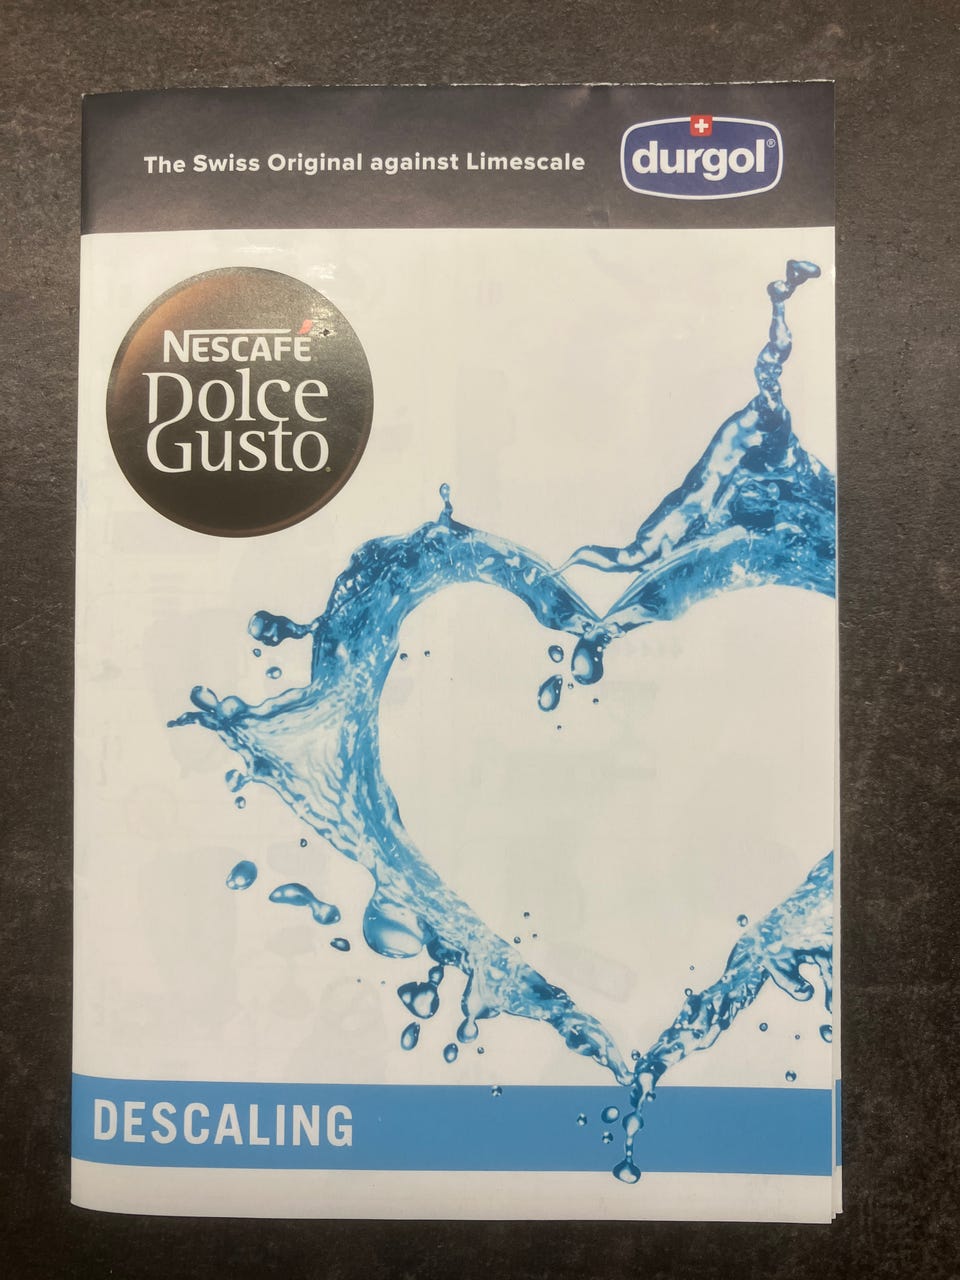 The Swiss Original against Limescale
durgol®
NESCAFÉ
Dolce
Gusto®
DESCALING